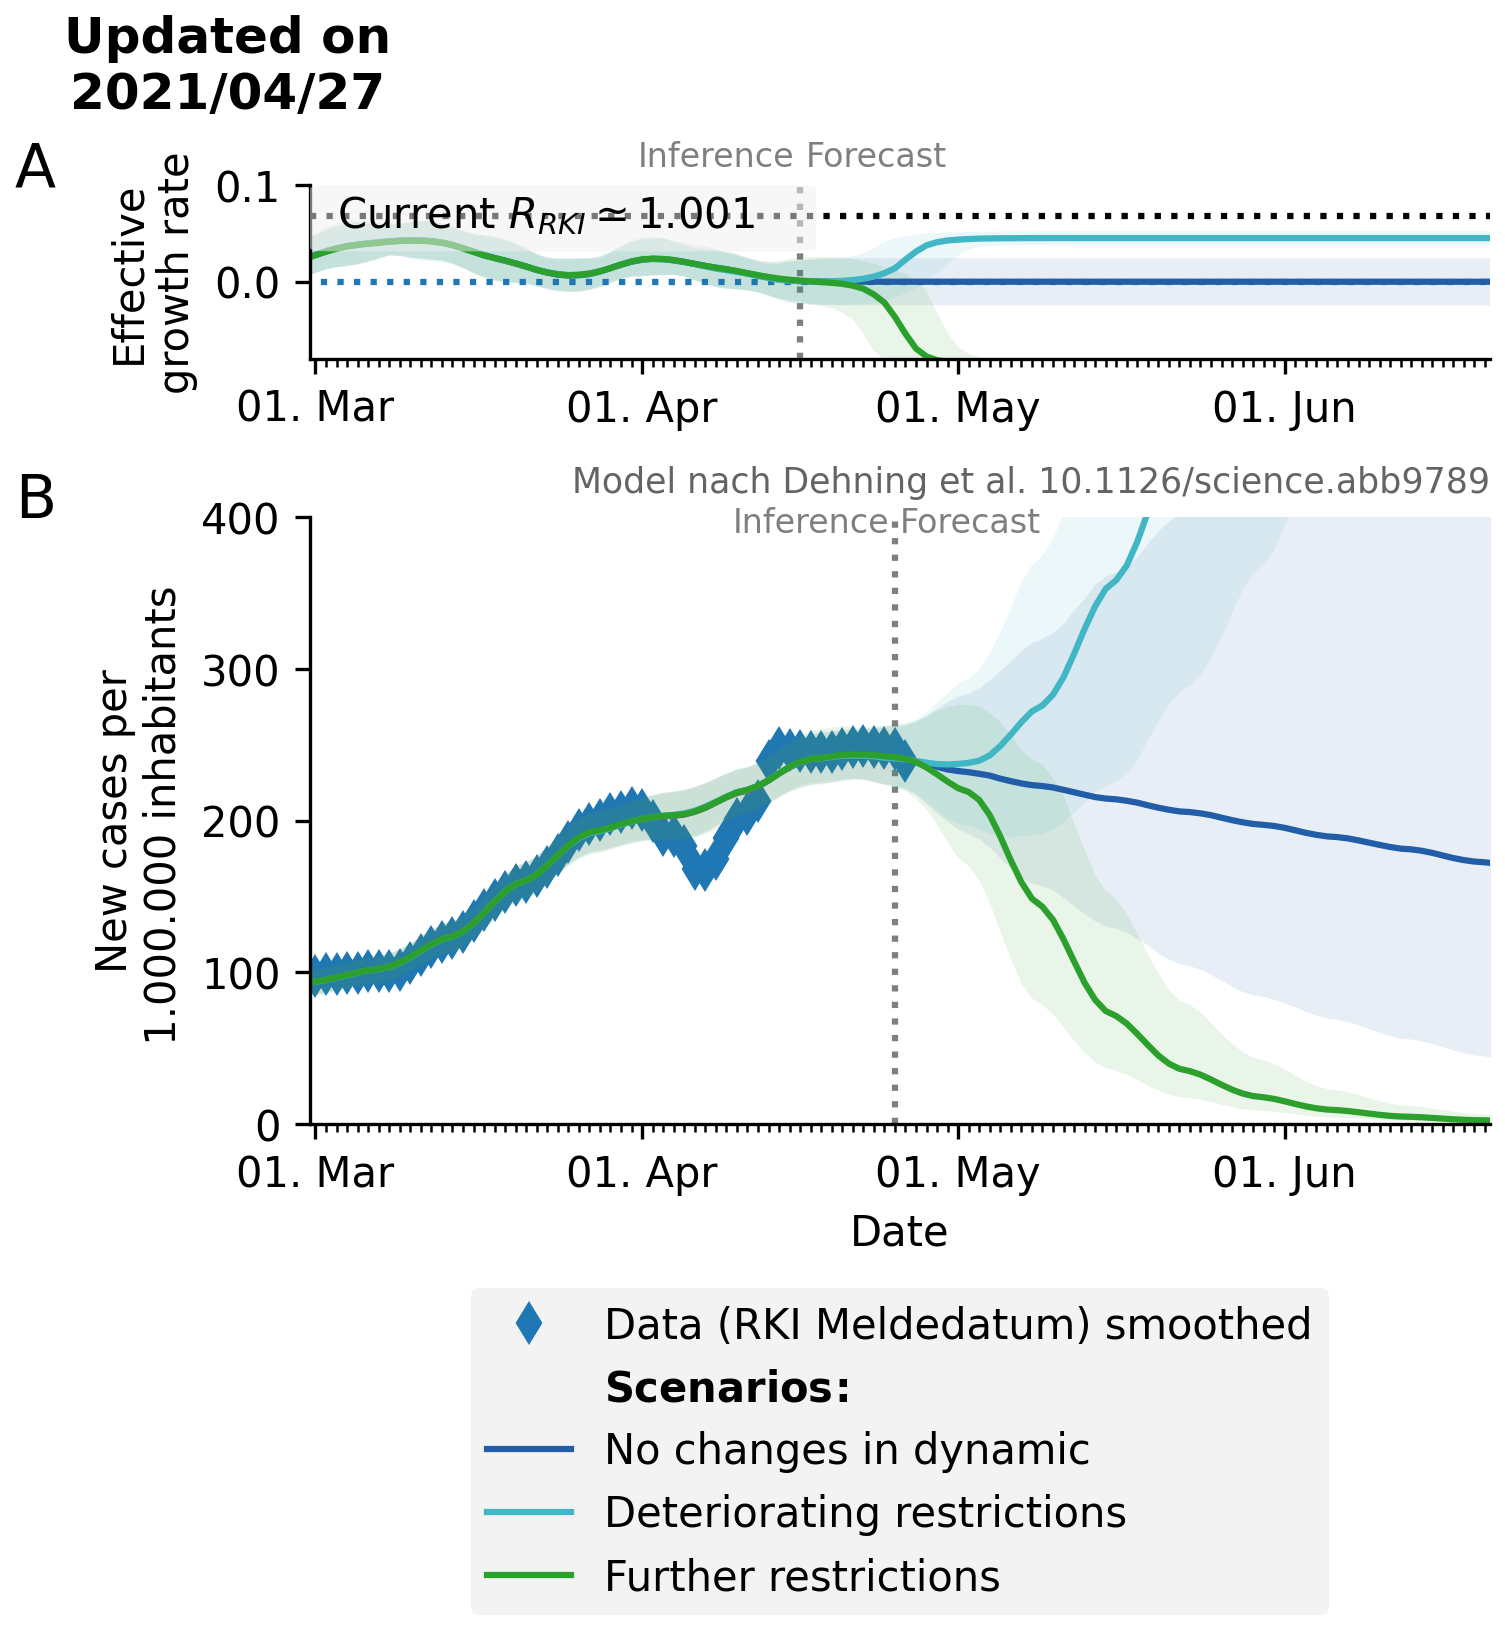 Updated on
2021/04/27
A
Inference Forecast
Effective
growth rate
0.1
0.0
Current R_RKI ≃ 1.001
01. Mar 01. Apr 01. May 01. Jun
B
Model nach Dehning et al. 10.1126/science.abb9789
Inference Forecast
New cases per
1.000.000 inhabitants
400
300
200
100
0
01. Mar 01. Apr 01. May 01. Jun
Date
Data (RKI Meldedatum) smoothed
Scenarios:
No changes in dynamic
Deteriorating restrictions
Further restrictions